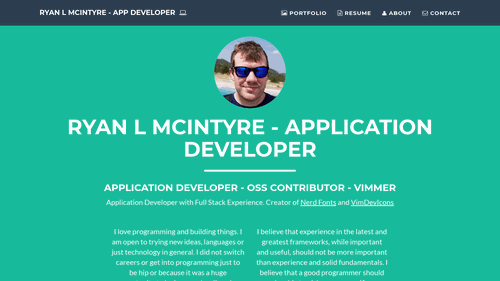 RYAN L MCINTYRE - APP DEVELOPER
PORTFOLIO
RESUME
ABOUT
CONTACT
RYAN L MCINTYRE - APPLICATION
DEVELOPER
APPLICATION DEVELOPER - OSS CONTRIBUTOR - VIMMER
Application Developer with Full Stack Experience. Creator of Nerd Fonts and VimDevIcons
I love programming and building things. I
am open to trying new ideas, languages or
just technology in general. I did not switch
careers or get into programming just to
be hip or because it was a huge
I believe that experience in the latest and
greatest frameworks, while important
and useful, should not be more important
than experience and solid fundamentals. I
believe that a good programmer should